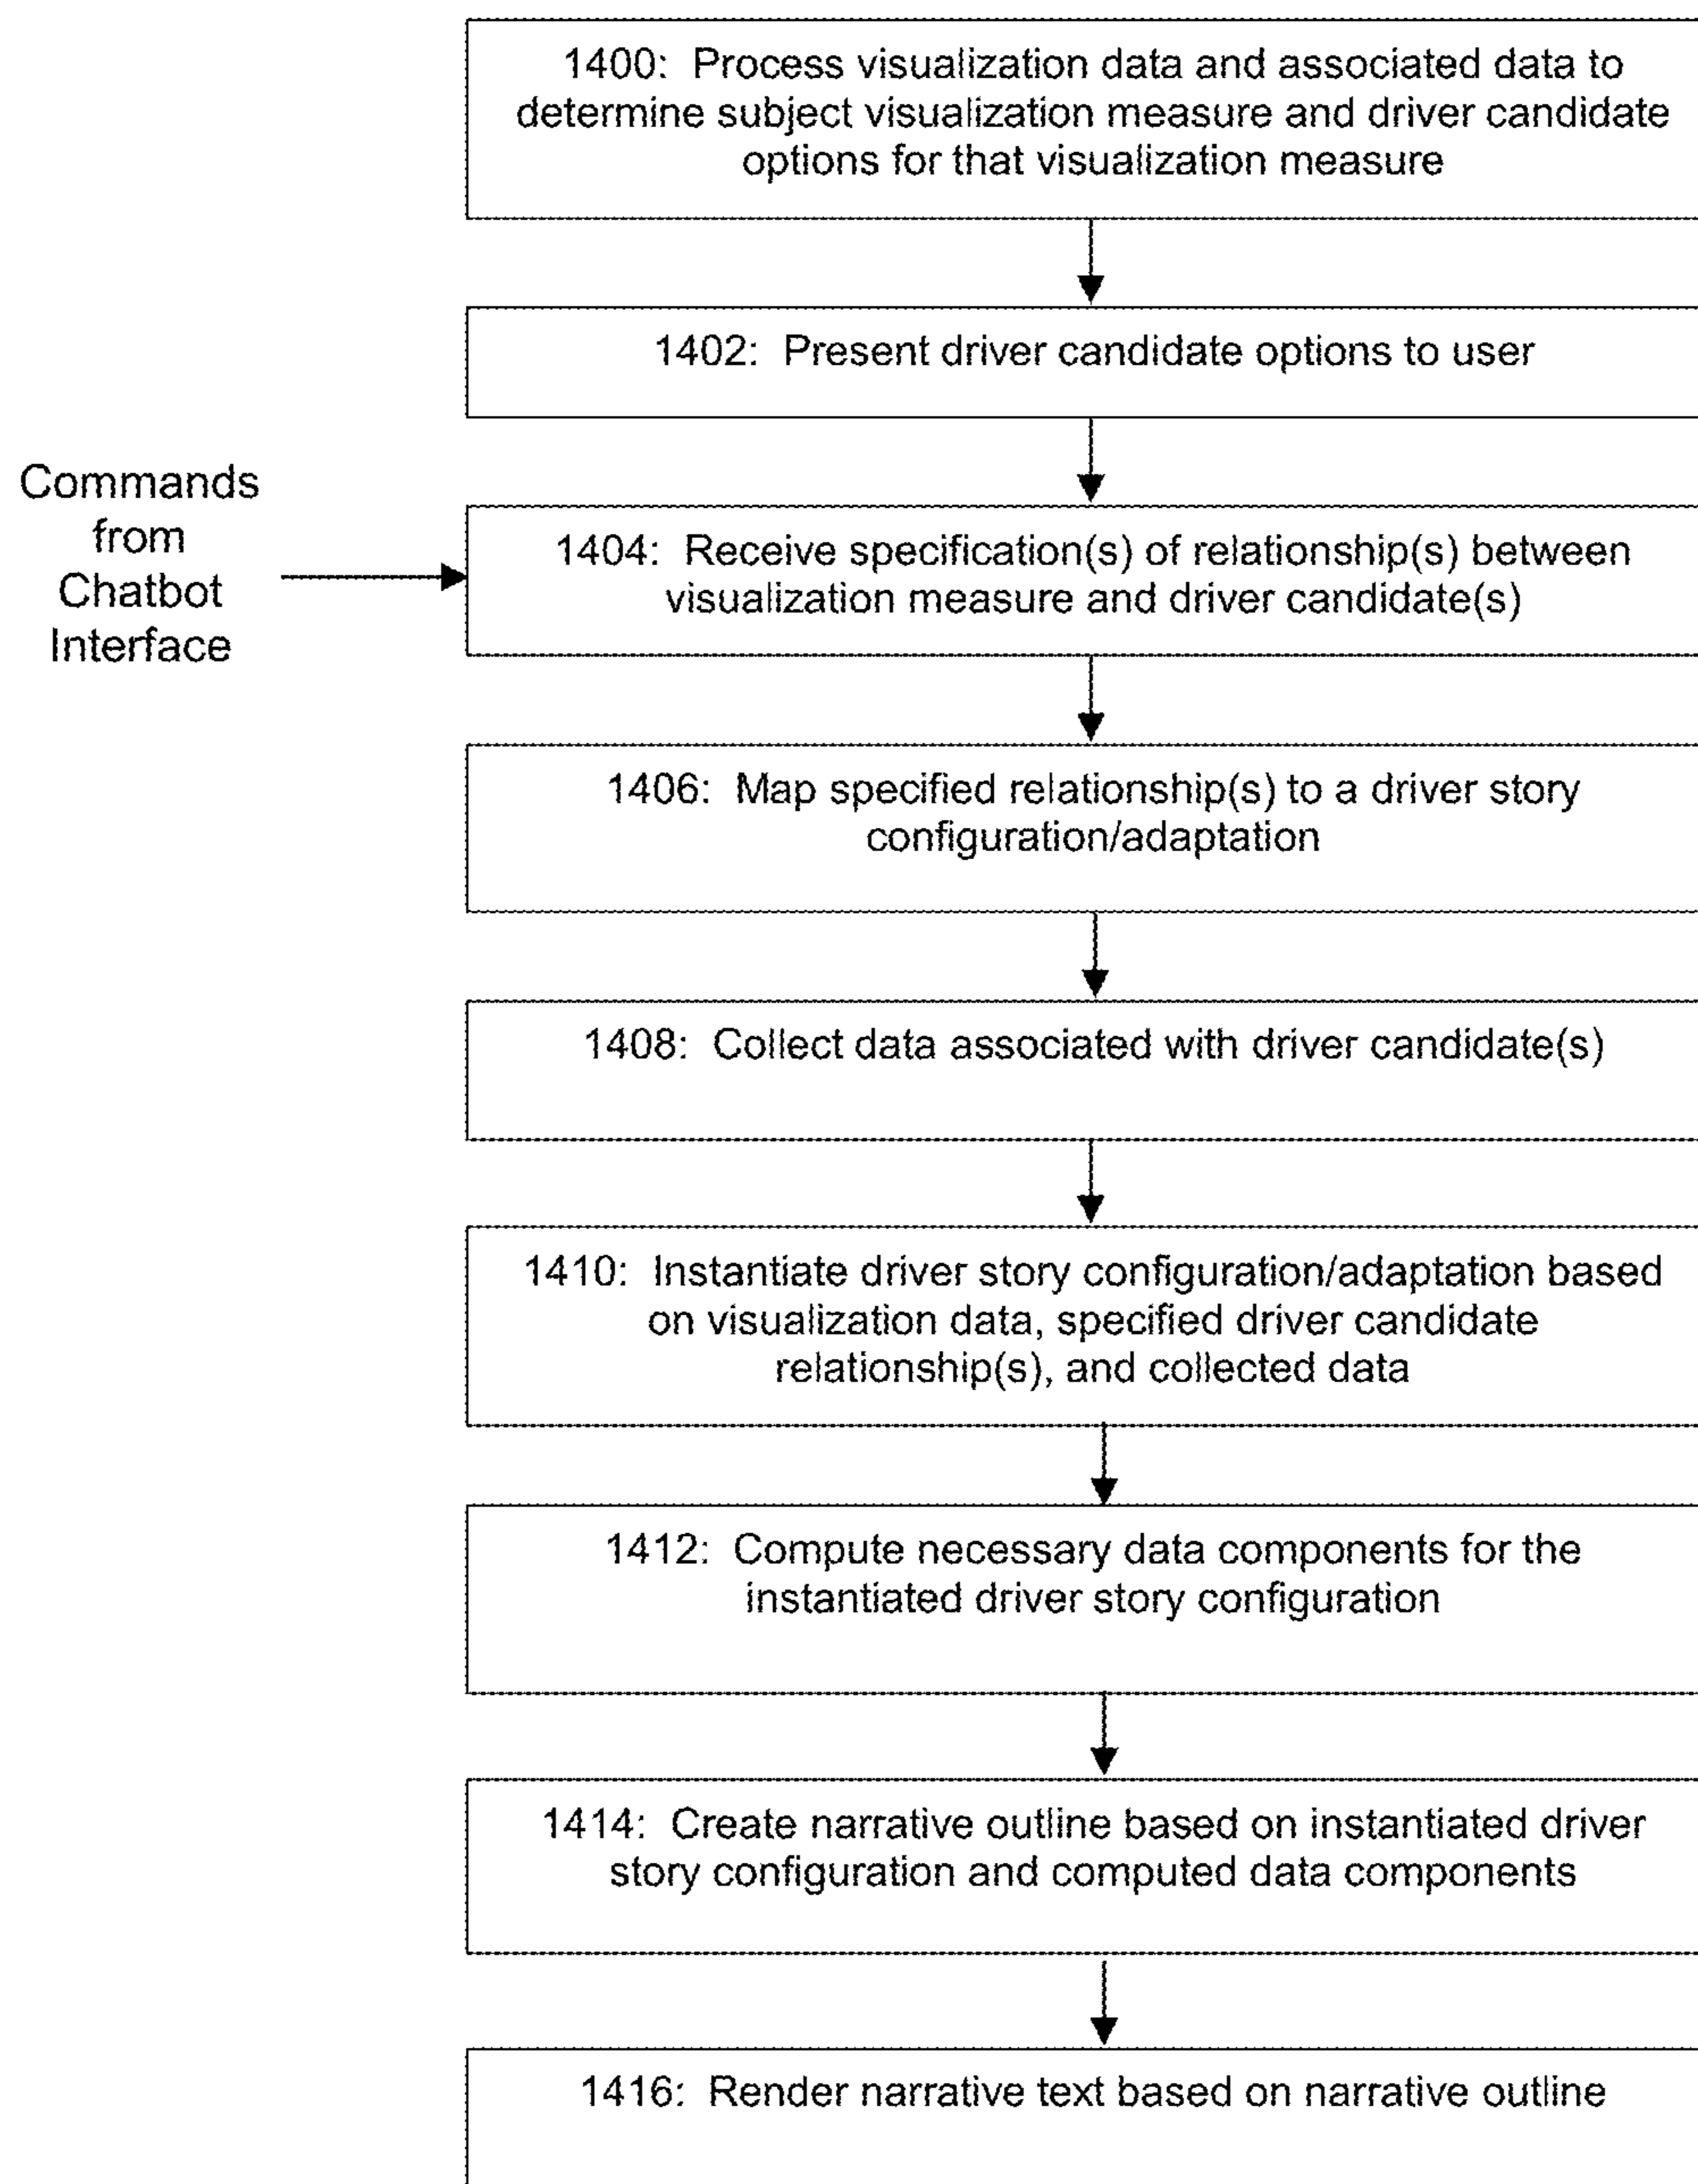 1400: Process visualization data and associated data to
determine subject visualization measure and driver candidate
options for that visualization measure
1402: Present driver candidate options to user
Commands
from
Chatbot
Interface
1404: Receive specification(s) of relationship(s) between
visualization measure and driver candidate(s)
1406: Map specified relationship(s) to a driver story
configuration/adaptation
1408: Collect data associated with driver candidate(s)
1410: Instantiate driver story configuration/adaptation based
on visualization data, specified driver candidate
relationship(s), and collected data
1412: Compute necessary data components for the
instantiated driver story configuration
1414: Create narrative outline based on instantiated driver
story configuration and computed data components
1416: Render narrative text based on narrative outline